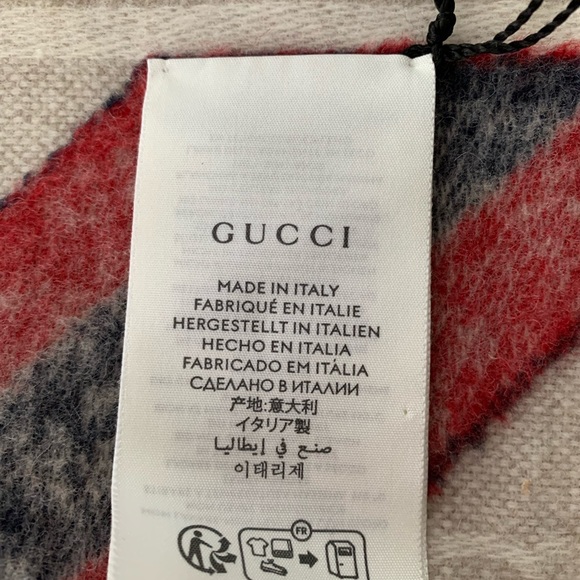 GUCCI
MADE IN ITALY
FABRIQUÉ EN ITALIE
HERGESTELLT IN ITALIEN
HECHO EN ITALIA
FABRICADO EM ITÁLIA
СДЕЛАНО В ИТАЛИИ
产地:意大利
イタリア製
صنع في إيطاليا
이태리제
FR